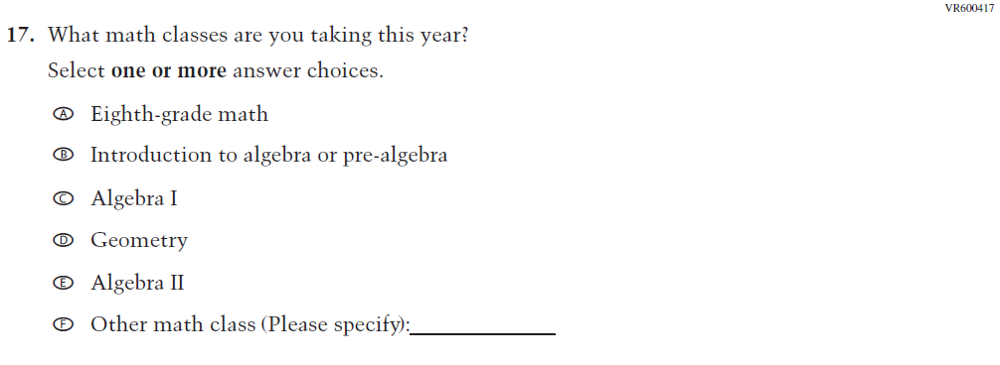 VR600417
17. What math classes are you taking this year?
Select one or more answer choices.
A Eighth-grade math
B Introduction to algebra or pre-algebra
C Algebra I
D Geometry
E Algebra II
F Other math class (Please specify):